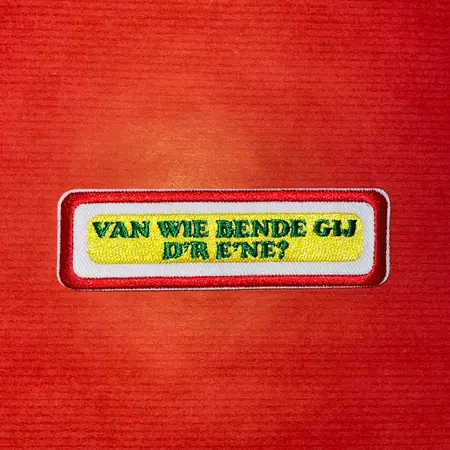 VAN WIE BENDE GIJ
D'R E'NE?